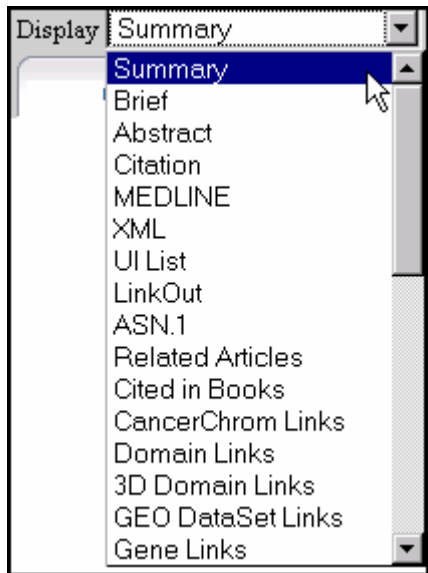 Display Summary
Summary
Brief
Abstract
Citation
MEDLINE
XML
UI List
LinkOut
ASN.1
Related Articles
Cited in Books
CancerChrom Links
Domain Links
3D Domain Links
GEO DataSet Links
Gene Links